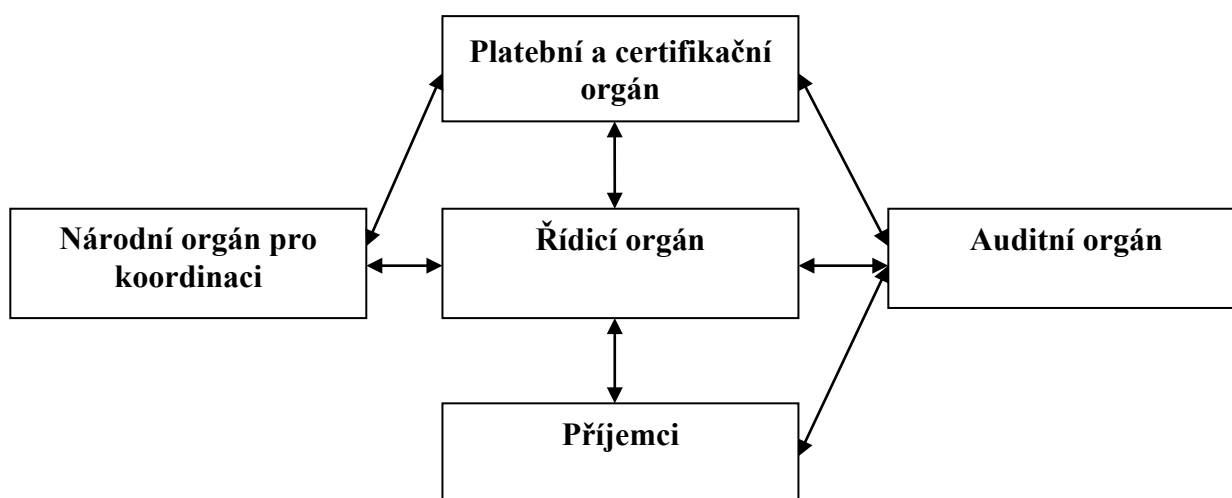 Platební a certifikační
orgán
Národní orgán pro
koordinaci
Řídicí orgán
Auditní orgán
Příjemci